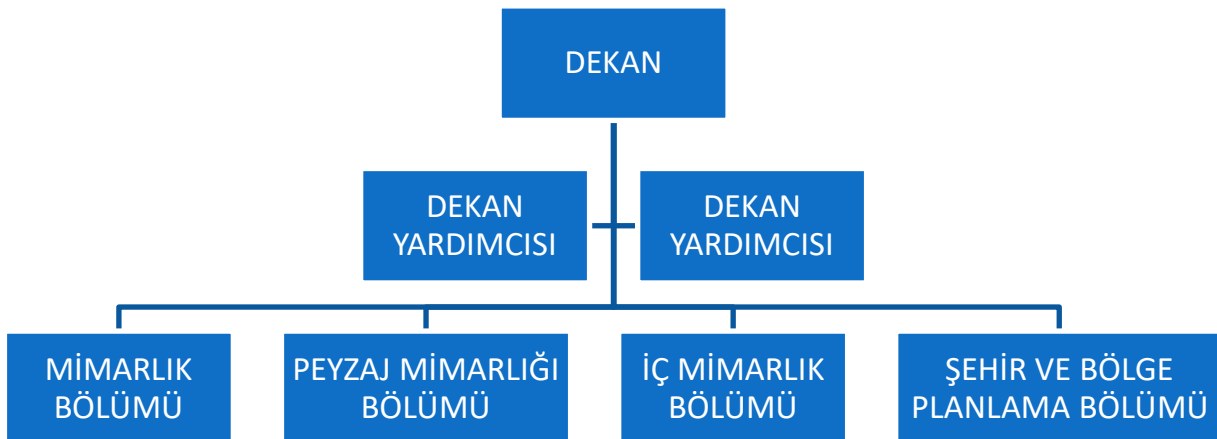 DEKAN
DEKAN
YARDIMCISI
DEKAN
YARDIMCISI
MİMARLIK
BÖLÜMÜ
PEYZAJ MİMARLIĞI
BÖLÜMÜ
İÇ MİMARLIK
BÖLÜMÜ
ŞEHİR VE BÖLGE
PLANLAMA BÖLÜMÜ